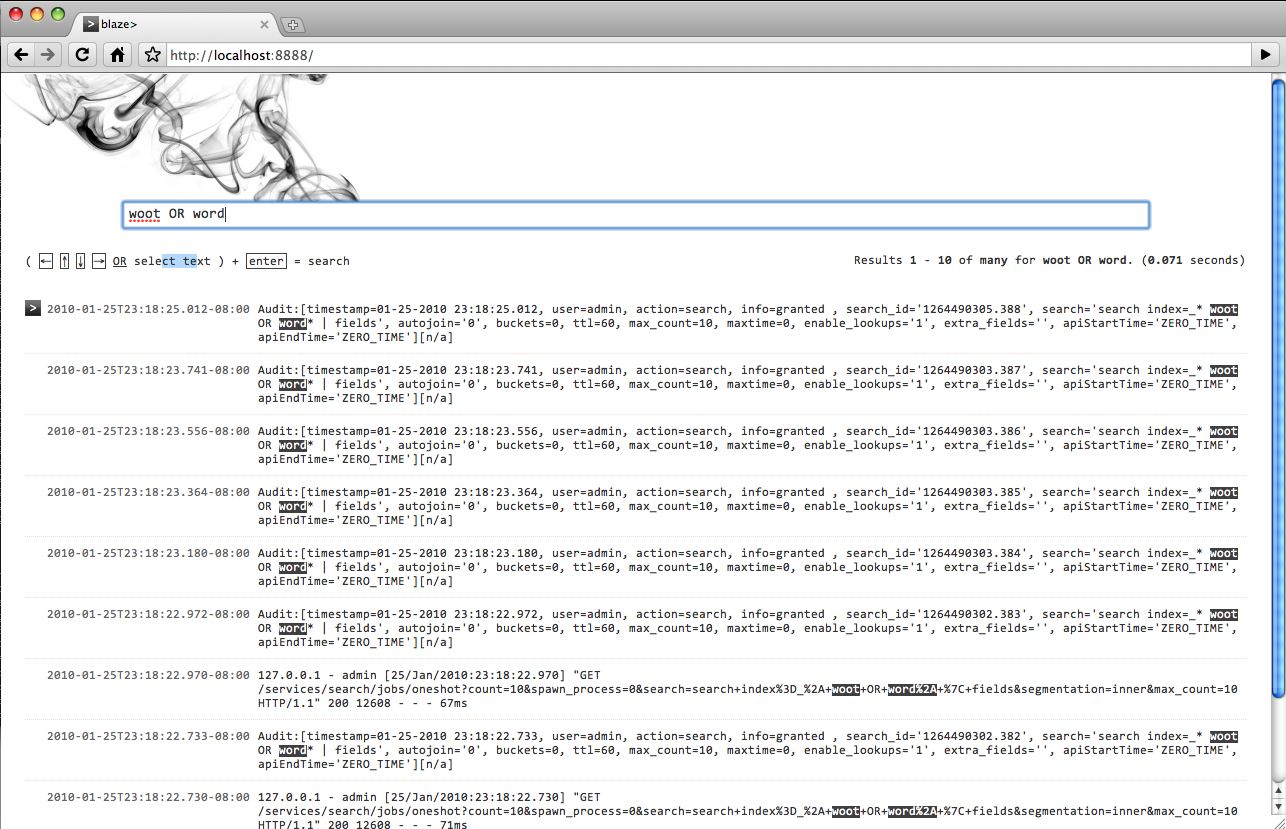 blaze>
http://localhost:8888/
woot OR word
( ← ↑ ↓ → OR select text ) + enter = search
Results 1 - 10 of many for woot OR word. (0.071 seconds)
> 2010-01-25T23:18:25.012-08:00 Audit:[timestamp=01-25-2010 23:18:25.012, user=admin, action=search, info=granted , search_id='1264490305.388', search='search index=_* woot
OR word* | fields', autojoin='0', buckets=0, ttl=60, max_count=10, maxtime=0, enable_lookups='1', extra_fields='', apiStartTime='ZERO_TIME',
apiEndTime='ZERO_TIME'][n/a]
2010-01-25T23:18:23.741-08:00 Audit:[timestamp=01-25-2010 23:18:23.741, user=admin, action=search, info=granted , search_id='1264490303.387', search='search index=_* woot
OR word* | fields', autojoin='0', buckets=0, ttl=60, max_count=10, maxtime=0, enable_lookups='1', extra_fields='', apiStartTime='ZERO_TIME',
apiEndTime='ZERO_TIME'][n/a]
2010-01-25T23:18:23.556-08:00 Audit:[timestamp=01-25-2010 23:18:23.556, user=admin, action=search, info=granted , search_id='1264490303.386', search='search index=_* woot
OR word* | fields', autojoin='0', buckets=0, ttl=60, max_count=10, maxtime=0, enable_lookups='1', extra_fields='', apiStartTime='ZERO_TIME',
apiEndTime='ZERO_TIME'][n/a]
2010-01-25T23:18:23.364-08:00 Audit:[timestamp=01-25-2010 23:18:23.364, user=admin, action=search, info=granted , search_id='1264490303.385', search='search index=_* woot
OR word* | fields', autojoin='0', buckets=0, ttl=60, max_count=10, maxtime=0, enable_lookups='1', extra_fields='', apiStartTime='ZERO_TIME',
apiEndTime='ZERO_TIME'][n/a]
2010-01-25T23:18:23.180-08:00 Audit:[timestamp=01-25-2010 23:18:23.180, user=admin, action=search, info=granted , search_id='1264490303.384', search='search index=_* woot
OR word* | fields', autojoin='0', buckets=0, ttl=60, max_count=10, maxtime=0, enable_lookups='1', extra_fields='', apiStartTime='ZERO_TIME',
apiEndTime='ZERO_TIME'][n/a]
2010-01-25T23:18:22.972-08:00 Audit:[timestamp=01-25-2010 23:18:22.972, user=admin, action=search, info=granted , search_id='1264490302.383', search='search index=_* woot
OR word* | fields', autojoin='0', buckets=0, ttl=60, max_count=10, maxtime=0, enable_lookups='1', extra_fields='', apiStartTime='ZERO_TIME',
apiEndTime='ZERO_TIME'][n/a]
2010-01-25T23:18:22.970-08:00 127.0.0.1 - admin [25/Jan/2010:23:18:22.970] "GET
/services/search/jobs/oneshot?count=10&spawn_process=0&search=search+index%3D_%2A+woot+OR+word%2A+%7C+fields&segmentation=inner&max_count=10
HTTP/1.1" 200 12608 - - - 67ms
2010-01-25T23:18:22.733-08:00 Audit:[timestamp=01-25-2010 23:18:22.733, user=admin, action=search, info=granted , search_id='1264490302.382', search='search index=_* woot
OR word* | fields', autojoin='0', buckets=0, ttl=60, max_count=10, maxtime=0, enable_lookups='1', extra_fields='', apiStartTime='ZERO_TIME',
apiEndTime='ZERO_TIME'][n/a]
2010-01-25T23:18:22.730-08:00 127.0.0.1 - admin [25/Jan/2010:23:18:22.730] "GET
/services/search/jobs/oneshot?count=10&spawn_process=0&search=search+index%3D_%2A+woot+OR+word%2A+%7C+fields&segmentation=inner&max_count=10
HTTP/1.1" 200 12608 - - - 71ms